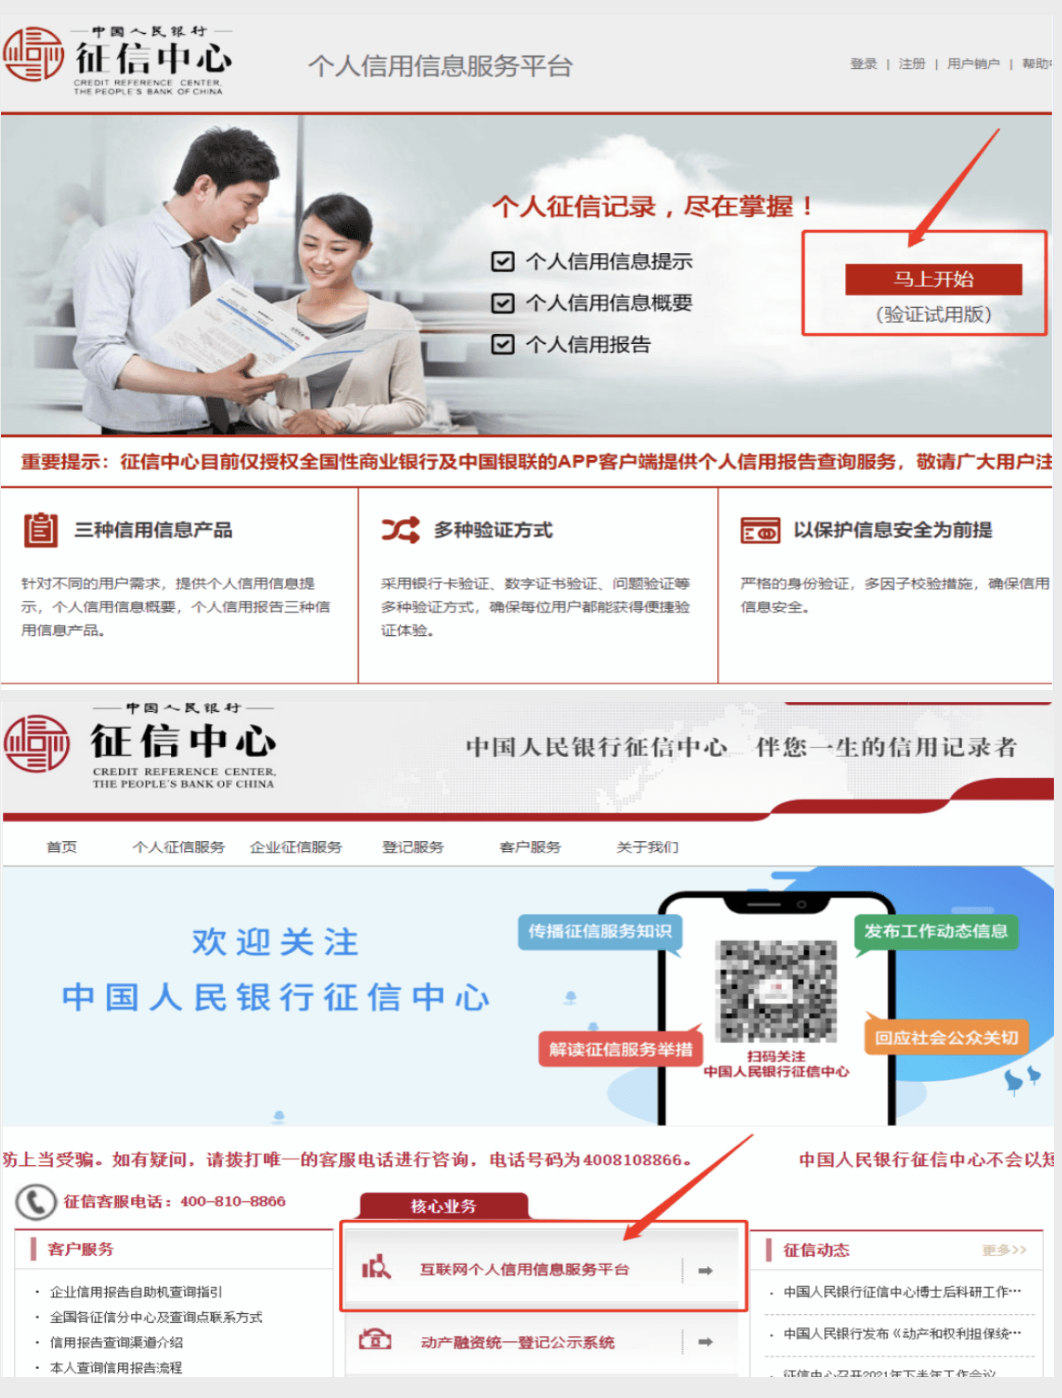 中国人民银行
征信中心
CREDIT REFERENCE CENTER,
THE PEOPLE'S BANK OF CHINA
个人信用信息服务平台
登录 | 注册 | 用户销户 | 帮助
个人征信记录，尽在掌握！
个人信用信息提示
个人信用信息概要
个人信用报告
马上开始
（验证试用版）
重要提示：征信中心目前仅授权全国性商业银行及中国银联的APP客户端提供个人信用报告查询服务，敬请广大用户注
三种信用信息产品
针对不同的用户需求，提供个人信用信息提
示，个人信用信息概要，个人信用报告三种信
用信息产品。
多种验证方式
采用银行卡验证、数字证书验证、问题验证等
多种验证方式，确保每位用户都能获得便捷验
证体验。
以保护信息安全为前提
严格的身份验证，多因子校验措施，确保信用
信息安全。
中国人民银行
征信中心
CREDIT REFERENCE CENTER,
THE PEOPLE'S BANK OF CHINA
中国人民银行征信中心 伴您一生的信用记录者
首页 个人征信服务 企业征信服务 登记服务 客户服务 关于我们
欢迎关注
中国人民银行征信中心
传播征信服务知识
发布工作动态信息
解读征信服务举措
回应社会公众关切
扫码关注
中国人民银行征信中心
防上当受骗。如有疑问，请拨打唯一的客服电话进行咨询，电话号码为4008108866。 中国人民银行征信中心不会以短
征信客服电话：400-810-8866
客户服务
· 企业信用报告自助机查询指引
· 全国各征信分中心及查询点联系方式
· 信用报告查询渠道介绍
· 本人查询信用报告流程
核心业务
互联网个人信用信息服务平台
动产融资统一登记公示系统
征信动态
更多>>
· 中国人民银行征信中心博士后科研工作…
· 中国人民银行发布《动产和权利担保统…
· 征信中心召开2021年下半年工作会议